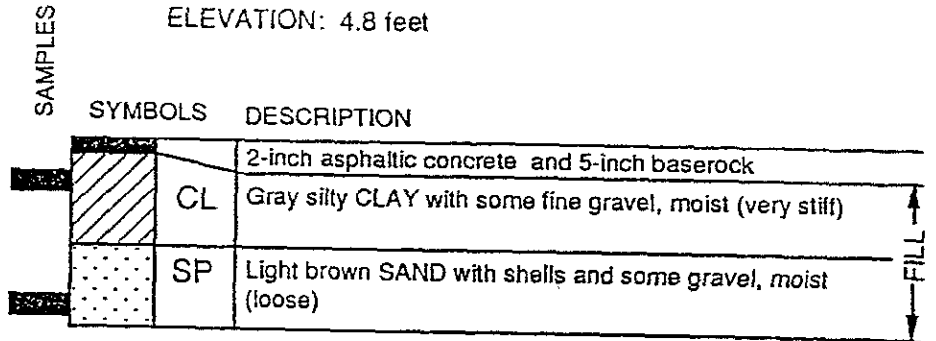 ELEVATION: 4.8 feet
SAMPLES
SYMBOLS DESCRIPTION
2-inch asphaltic concrete and 5-inch baserock
CL Gray silty CLAY with some fine gravel, moist (very stiff)
SP Light brown SAND with shells and some gravel, moist
(loose)
FILL